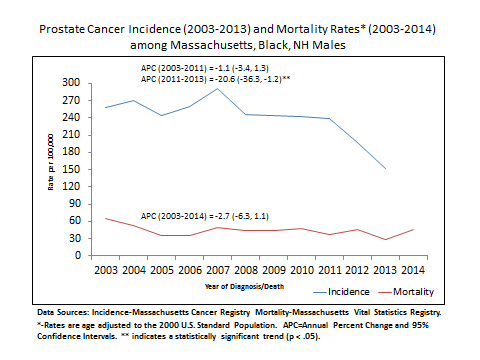 Prostate Cancer Incidence (2003-2013) and Mortality Rates* (2003-2014)
among Massachusetts, Black, NH Males
APC (2003-2011) = -1.1 (-3.4, 1.3)
APC (2011-2013) = -20.6 (-36.3, -1.2)**
300
270
240
210
180
150
120
90
60
30
0
Rate per 100,000
APC (2003-2014) = -2.7 (-6.3, 1.1)
2003 2004 2005 2006 2007 2008 2009 2010 2011 2012 2013 2014
Year of Diagnosis/Death
Incidence Mortality
Data Sources: Incidence-Massachusetts Cancer Registry Mortality-Massachusetts Vital Statistics Registry.
*-Rates are age adjusted to the 2000 U.S. Standard Population. APC=Annual Percent Change and 95%
Confidence Intervals. ** indicates a statistically significant trend (p < .05).